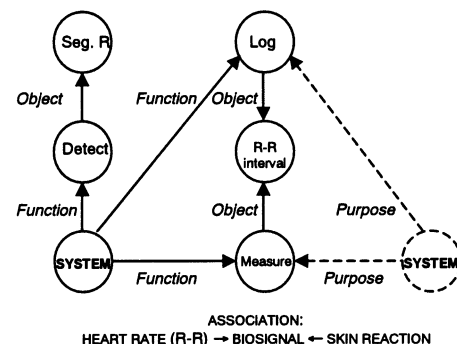 Seg. R
Log
Object
Function
Object
Detect
R-R
interval
Function
Object
Purpose
SYSTEM
Function
Measure
Purpose
SYSTEM
ASSOCIATION:
HEART RATE (R-R) → BIOSIGNAL ← SKIN REACTION